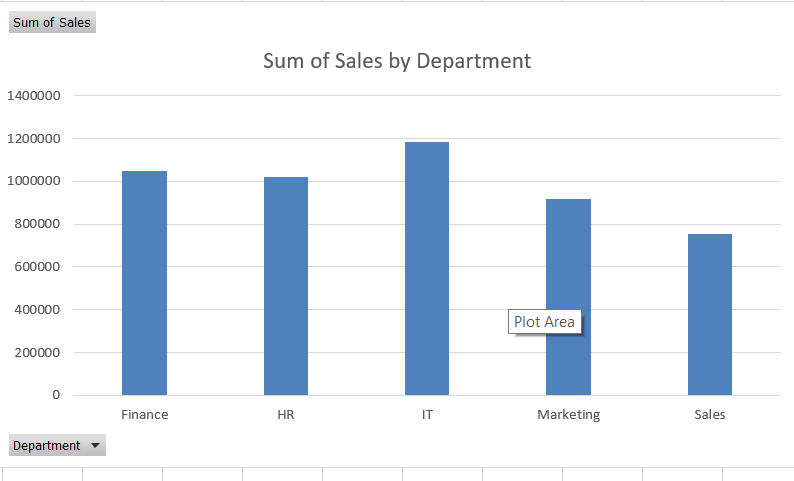 Sum of Sales
Sum of Sales by Department
1400000
1200000
1000000
800000
600000
400000
200000
0
Plot Area
Finance HR IT Marketing Sales
Department